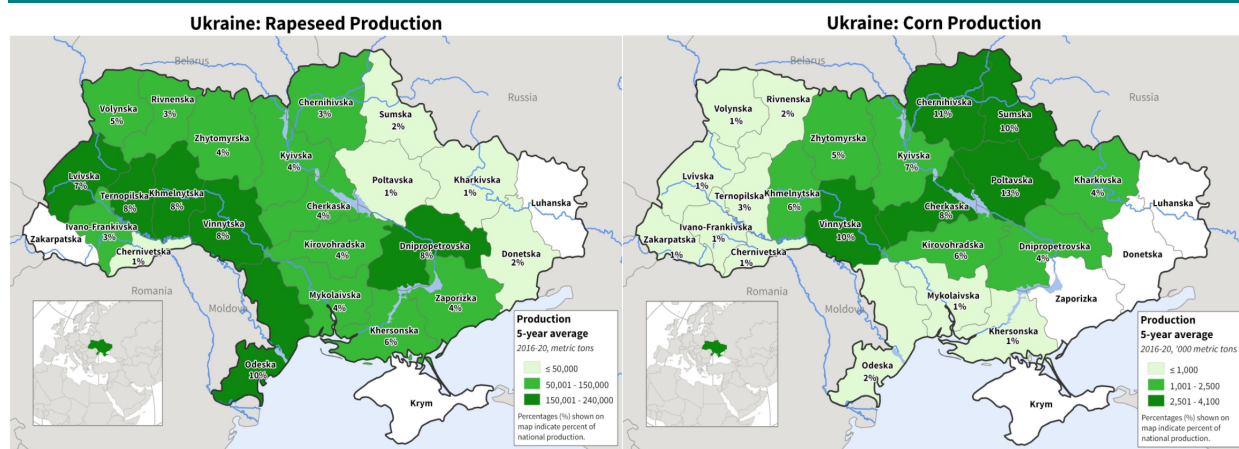 Ukraine: Rapeseed Production
Belarus
Russia
Volynska
5%
Rivnenska
3%
Zhytomyrska
4%
Chernihivska
3%
Sumska
2%
Kyivska
4%
Lvivska
7%
Ternopilska
8%
Khmelnytska
8%
Poltavska
1%
Kharkivska
1%
Luhanska
Cherkaska
4%
Vinnytska
8%
Ivano-Frankivska
3%
Zakarpatska
Chernivetska
1%
Kirovohradska
4%
Dnipropetrovska
8%
Donetska
2%
Romania
Moldova
Mykolaivska
4%
Zaporizka
4%
Khersonska
6%
Odeska
10%
Krym
Production
5-year average
2016-20, metric tons
≤ 50,000
50,001 - 150,000
150,001 - 240,000
Percentages (%) shown on
map indicate percent of
national production.
Ukraine: Corn Production
Belarus
Russia
Volynska
1%
Rivnenska
2%
Zhytomyrska
5%
Chernihivska
11%
Sumska
10%
Kyivska
7%
Lvivska
1%
Ternopilska
3%
Khmelnytska
6%
Poltavska
13%
Kharkivska
4%
Luhanska
Cherkaska
8%
Vinnytska
10%
Ivano-Frankivska
1%
Zakarpatska
1%
Chernivetska
1%
Kirovohradska
6%
Dnipropetrovska
4%
Donetska
Romania
Moldova
Mykolaivska
1%
Zaporizka
Khersonska
1%
Odeska
2%
Krym
Production
5-year average
2016-20, '000 metric tons
≤ 1,000
1,001 - 2,500
2,501 - 4,100
Percentages (%) shown on
map indicate percent of
national production.